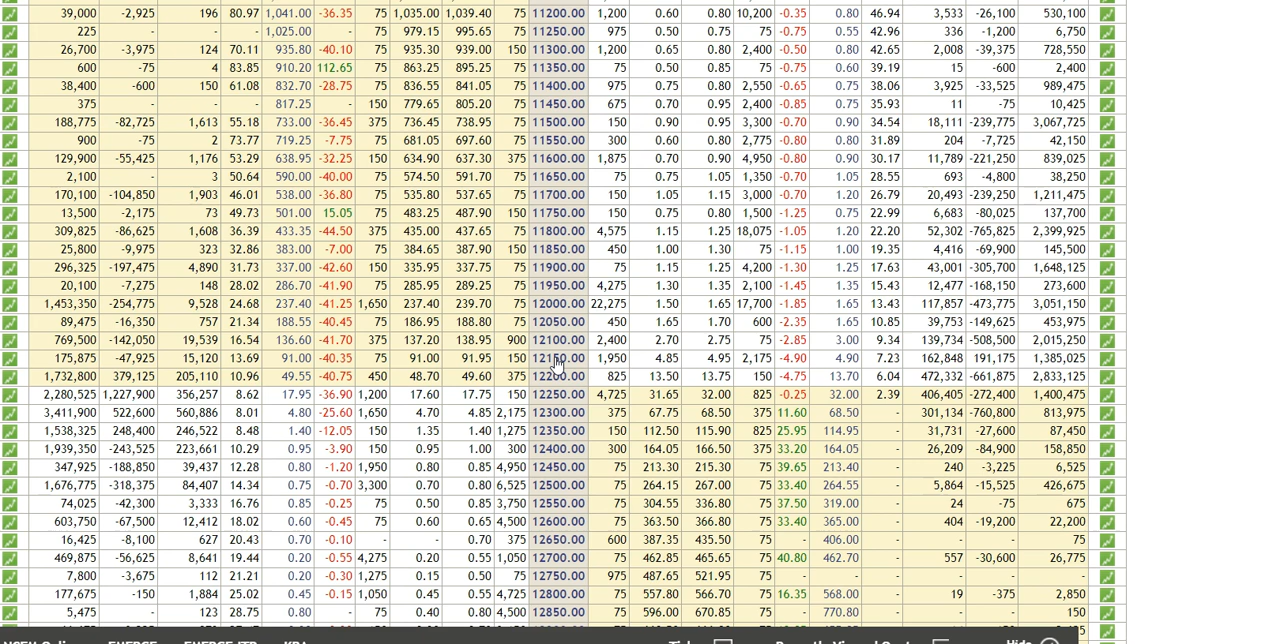 39,000 -2,925 196 80.97 1,041.00 -36.35 75 1,035.00 1,039.40 75 11200.00 1,200 0.60 0.80 10,200 -0.35 0.80 46.94 3,533 -26,100 530,100
225 - - - 1,025.00 - 75 979.15 995.65 75 11250.00 975 0.50 0.75 75 -0.75 0.55 42.96 336 -1,200 6,750
26,700 -3,975 124 70.11 935.80 -40.10 75 935.30 939.00 150 11300.00 1,200 0.65 0.80 2,400 -0.50 0.80 42.65 2,008 -39,375 728,550
600 -75 4 83.85 910.20 112.65 75 863.25 895.25 75 11350.00 75 0.50 0.85 75 -0.75 0.60 39.19 15 -600 2,400
38,400 -600 150 61.08 832.70 -28.75 75 836.55 841.05 75 11400.00 975 0.75 0.80 2,550 -0.65 0.75 38.06 3,925 -33,525 989,475
375 - - - 817.25 - 150 779.65 805.20 75 11450.00 675 0.70 0.95 2,400 -0.85 0.75 35.93 11 -75 10,425
188,775 -82,725 1,613 55.18 733.00 -36.45 375 736.45 738.95 75 11500.00 150 0.90 0.95 3,300 -0.70 0.90 34.54 18,111 -239,775 3,067,725
900 -75 2 73.77 719.25 -7.75 75 681.05 697.60 75 11550.00 300 0.60 0.80 2,775 -0.80 0.80 31.89 204 -7,725 42,150
129,900 -55,425 1,176 53.29 638.95 -32.25 150 634.90 637.30 375 11600.00 1,875 0.70 0.90 4,950 -0.80 0.90 30.17 11,789 -221,250 839,025
2,100 - 3 50.64 590.00 -40.00 75 574.50 591.70 75 11650.00 75 0.75 1.05 1,350 -0.70 1.05 28.55 693 -4,800 38,250
170,100 -104,850 1,903 46.01 538.00 -36.80 75 535.80 537.65 75 11700.00 150 1.05 1.15 3,000 -0.70 1.20 26.79 20,493 -239,250 1,211,475
13,500 -2,175 73 49.73 501.00 15.05 75 483.25 487.90 150 11750.00 150 0.75 0.80 1,500 -1.25 0.75 22.99 6,683 -80,025 137,700
309,825 -86,625 1,608 36.39 433.35 -44.50 375 435.00 437.65 75 11800.00 4,575 1.15 1.25 18,075 -1.05 1.20 22.20 52,302 -765,825 2,399,925
25,800 -9,975 323 32.86 383.00 -7.00 75 384.65 387.90 150 11850.00 450 1.00 1.30 75 -1.15 1.00 19.35 4,416 -69,900 145,500
296,325 -197,475 4,890 31.73 337.00 -42.60 150 335.95 337.75 75 11900.00 75 1.15 1.25 4,200 -1.30 1.25 17.63 43,001 -305,700 1,648,125
20,100 -7,275 148 28.02 286.70 -41.90 75 285.95 289.25 75 11950.00 4,275 1.30 1.35 2,100 -1.45 1.35 15.43 12,477 -168,150 273,600
1,453,350 -254,775 9,528 24.68 237.40 -41.25 1,650 237.40 239.70 75 12000.00 22,275 1.50 1.65 17,700 -1.85 1.65 13.43 117,857 -473,775 3,051,150
89,475 -16,350 757 21.34 188.55 -40.45 75 186.95 188.80 75 12050.00 450 1.65 1.70 600 -2.35 1.65 10.85 39,753 -149,625 453,975
769,500 -142,050 19,539 16.54 136.60 -41.70 375 137.20 138.95 900 12100.00 2,400 2.70 2.75 75 -2.85 3.00 9.34 139,734 -508,500 2,015,250
175,875 -47,925 15,120 13.69 91.00 -40.35 75 91.00 91.95 150 12150.00 1,950 4.85 4.95 2,175 -4.90 4.90 7.23 162,848 191,175 1,385,025
1,732,800 379,125 205,110 10.96 49.55 -40.75 450 48.70 49.60 375 12200.00 825 13.50 13.75 150 -4.75 13.70 6.04 472,332 -661,875 2,833,125
2,280,525 1,227,900 356,257 8.62 17.95 -36.90 1,200 17.60 17.75 150 12250.00 4,725 31.65 32.00 825 -0.25 32.00 2.39 406,605 -272,400 1,400,475
3,411,900 522,600 560,886 8.01 4.80 -25.60 1,650 4.70 4.85 2,175 12300.00 375 67.75 68.50 375 11.60 68.50 - 301,134 -760,800 813,975
1,538,325 248,400 246,522 8.48 1.40 -12.05 150 1.35 1.40 1,275 12350.00 150 112.50 115.90 825 25.95 114.95 - 31,731 -27,600 87,450
1,939,350 -243,525 223,661 10.29 0.95 -3.90 150 0.95 1.00 300 12400.00 300 164.05 166.50 375 33.20 164.05 - 26,209 -84,900 158,850
347,925 -188,850 39,437 12.28 0.80 -1.20 1,950 0.80 0.85 4,950 12450.00 75 213.30 215.30 75 39.65 213.40 - 240 -3,225 6,525
1,676,775 -318,375 84,407 14.34 0.75 -0.70 3,300 0.70 0.80 6,525 12500.00 75 264.15 267.00 75 33.40 264.55 - 5,864 -15,525 426,675
74,025 -42,300 3,333 16.76 0.85 -0.25 75 0.50 0.85 3,750 12550.00 75 304.55 336.80 75 37.50 319.00 - 24 -75 675
603,750 -67,500 12,412 18.02 0.60 -0.45 75 0.60 0.65 4,500 12600.00 75 363.50 366.80 75 33.40 365.00 - 404 -19,200 22,200
16,425 -8,100 627 20.43 0.70 -0.10 - - 0.70 375 12650.00 600 387.35 435.50 75 - 406.00 - - - 75
469,875 -56,625 8,641 19.44 0.20 -0.55 4,275 0.20 0.55 1,050 12700.00 75 462.85 465.65 75 40.80 462.70 - 557 -30,600 26,775
7,800 -3,675 112 21.21 0.20 -0.30 1,275 0.15 0.50 75 12750.00 975 487.65 521.95 75 - - - - - -
177,675 -150 1,884 25.02 0.45 -0.15 1,050 0.45 0.55 4,725 12800.00 75 557.80 566.70 75 16.35 568.00 - 19 -375 2,850
5,475 - 123 28.75 0.80 - 75 0.40 0.80 4,500 12850.00 75 596.00 670.85 75 - 770.80 - - - 150